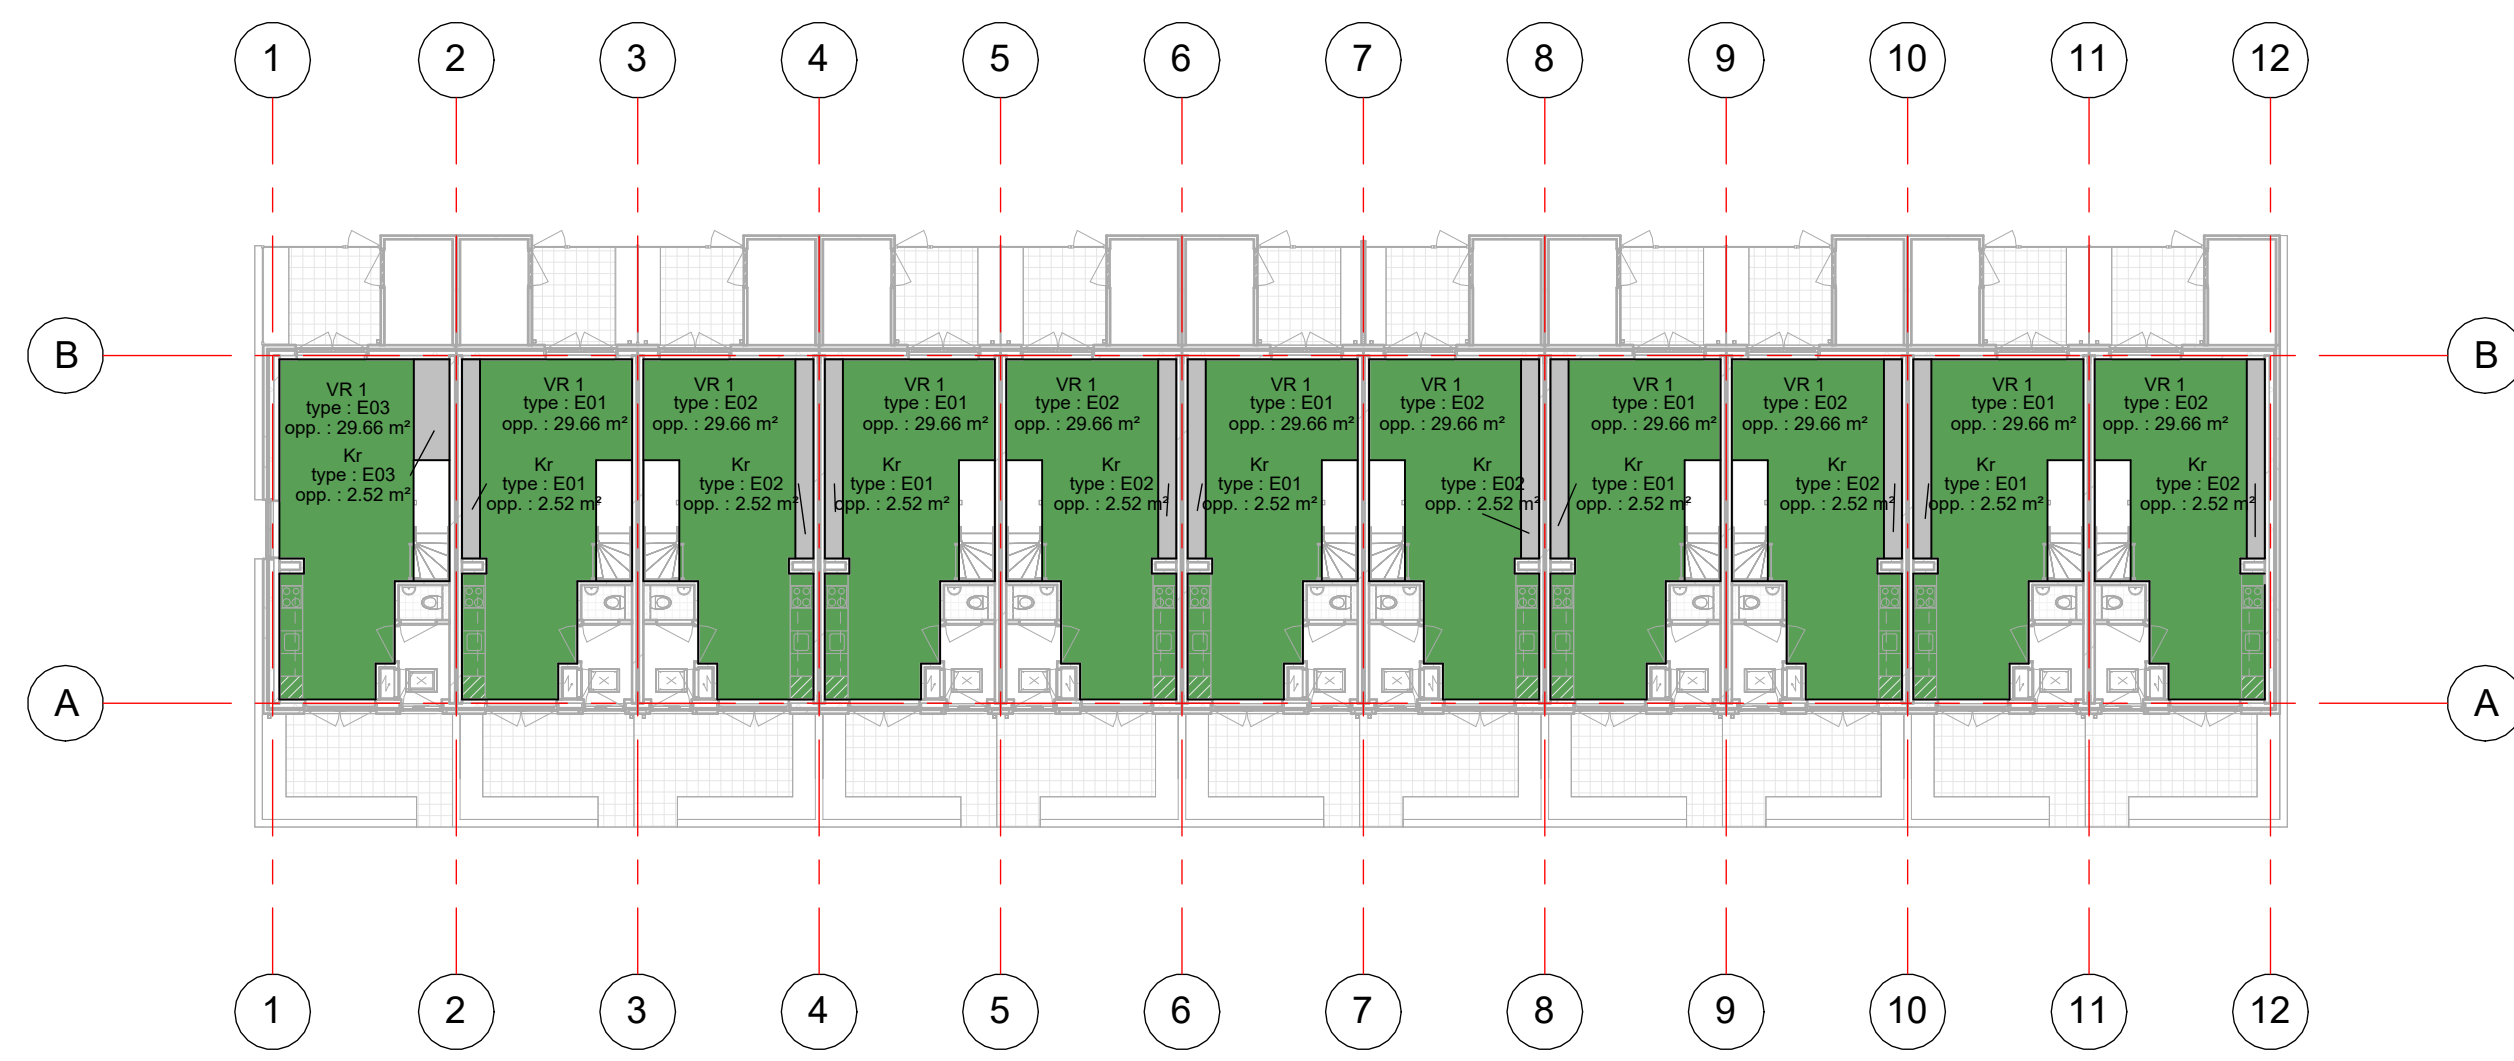 1 2 3 4 5 6 7 8 9 10 11 12
B B
VR 1
type : E03
opp. : 29.66 m²
Kr
type : E03
opp. : 2.52 m²
VR 1
type : E01
opp. : 29.66 m²
Kr
type : E01
opp. : 2.52 m²
VR 1
type : E02
opp. : 29.66 m²
Kr
type : E02
opp. : 2.52 m²
VR 1
type : E01
opp. : 29.66 m²
Kr
type : E01
opp. : 2.52 m²
VR 1
type : E02
opp. : 29.66 m²
Kr
type : E02
opp. : 2.52 m²
VR 1
type : E01
opp. : 29.66 m²
Kr
type : E01
opp. : 2.52 m²
VR 1
type : E02
opp. : 29.66 m²
Kr
type : E02
opp. : 2.52 m²
VR 1
type : E01
opp. : 29.66 m²
Kr
type : E01
opp. : 2.52 m²
VR 1
type : E02
opp. : 29.66 m²
Kr
type : E02
opp. : 2.52 m²
VR 1
type : E01
opp. : 29.66 m²
Kr
type : E01
opp. : 2.52 m²
VR 1
type : E02
opp. : 29.66 m²
Kr
type : E02
opp. : 2.52 m²
A A
1 2 3 4 5 6 7 8 9 10 11 12